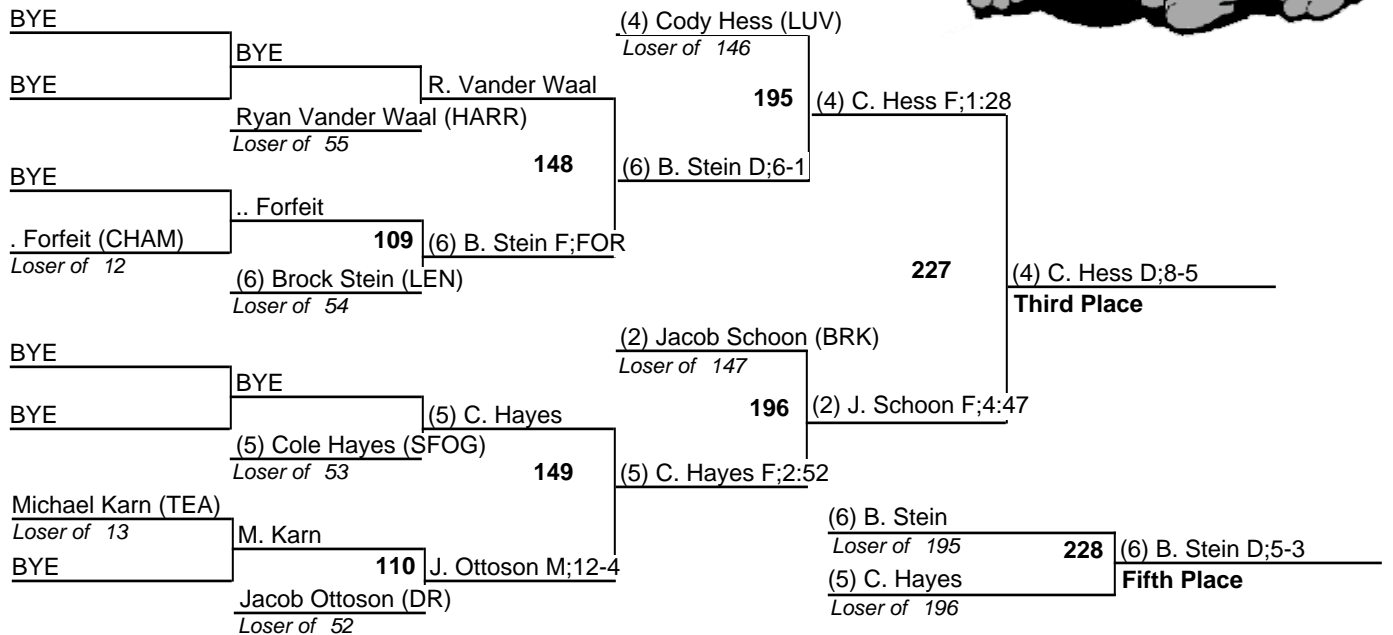 BYE
BYE
BYE
R. Vander Waal
Ryan Vander Waal (HARR)
Loser of 55
148
BYE
. Forfeit (CHAM)
Loser of 12
.. Forfeit
109
(6) B. Stein F;FOR
(6) Brock Stein (LEN)
Loser of 54
(4) Cody Hess (LUV)
Loser of 146
195
(4) C. Hess F;1:28
(6) B. Stein D;6-1
227
(4) C. Hess D;8-5
Third Place
BYE
BYE
BYE
(5) C. Hayes
(5) Cole Hayes (SFOG)
Loser of 53
149
Michael Karn (TEA)
Loser of 13
BYE
M. Karn
110
J. Ottoson M;12-4
Jacob Ottoson (DR)
Loser of 52
(2) Jacob Schoon (BRK)
Loser of 147
196
(2) J. Schoon F;4:47
(5) C. Hayes F;2:52
(6) B. Stein
Loser of 195
228
(6) B. Stein D;5-3
Fifth Place
(5) C. Hayes
Loser of 196